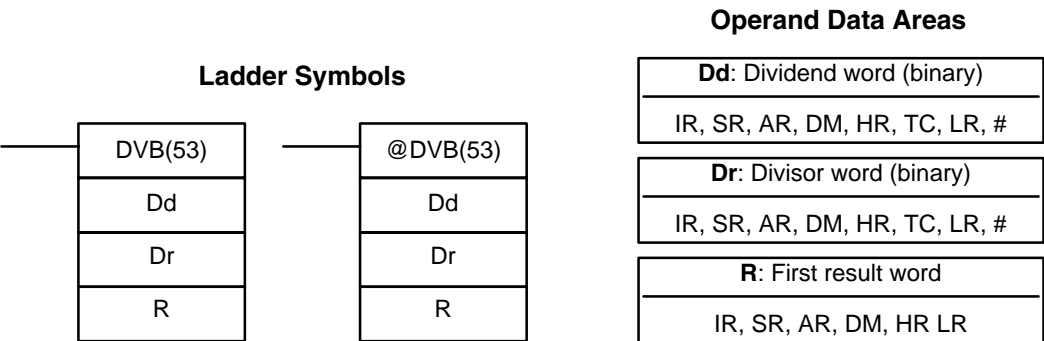 Ladder Symbols
DVB(53)
Dd
Dr
R
@DVB(53)
Dd
Dr
R
Operand Data Areas
Dd: Dividend word (binary)
IR, SR, AR, DM, HR, TC, LR, #
Dr: Divisor word (binary)
IR, SR, AR, DM, HR, TC, LR, #
R: First result word
IR, SR, AR, DM, HR LR